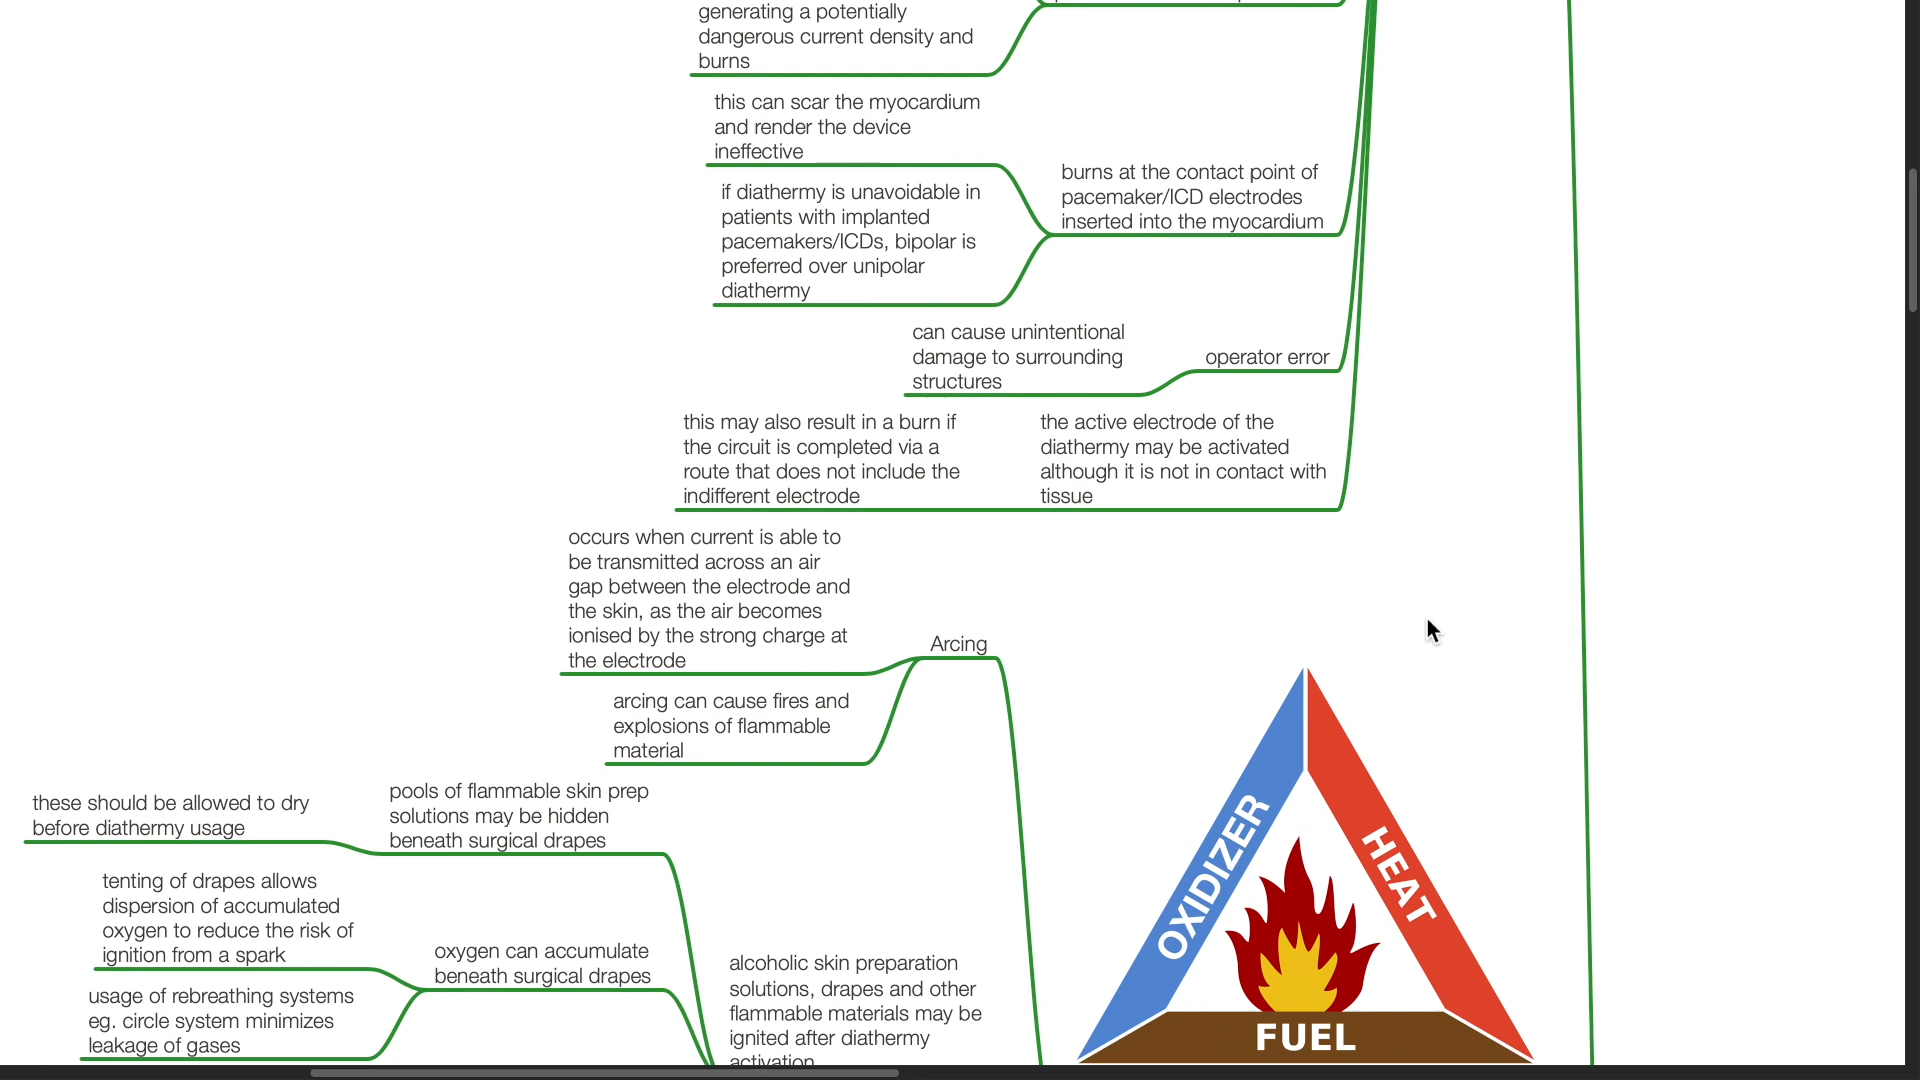 generating a potentially
dangerous current density and
burns
this can scar the myocardium
and render the device
ineffective
if diathermy is unavoidable in
patients with implanted
pacemakers/ICDs, bipolar is
preferred over unipolar
diathermy
burns at the contact point of
pacemaker/ICD electrodes
inserted into the myocardium
can cause unintentional
damage to surrounding
structures
operator error
this may also result in a burn if
the circuit is completed via a
route that does not include the
indifferent electrode
the active electrode of the
diathermy may be activated
although it is not in contact with
tissue
occurs when current is able to
be transmitted across an air
gap between the electrode and
the skin, as the air becomes
ionised by the strong charge at
the electrode
Arcing
arcing can cause fires and
explosions of flammable
material
these should be allowed to dry
before diathermy usage
pools of flammable skin prep
solutions may be hidden
beneath surgical drapes
tenting of drapes allows
dispersion of accumulated
oxygen to reduce the risk of
ignition from a spark
usage of rebreathing systems
eg. circle system minimizes
leakage of gases
oxygen can accumulate
beneath surgical drapes
alcoholic skin preparation
solutions, drapes and other
flammable materials may be
ignited after diathermy
activation
OXIDIZER
HEAT
FUEL